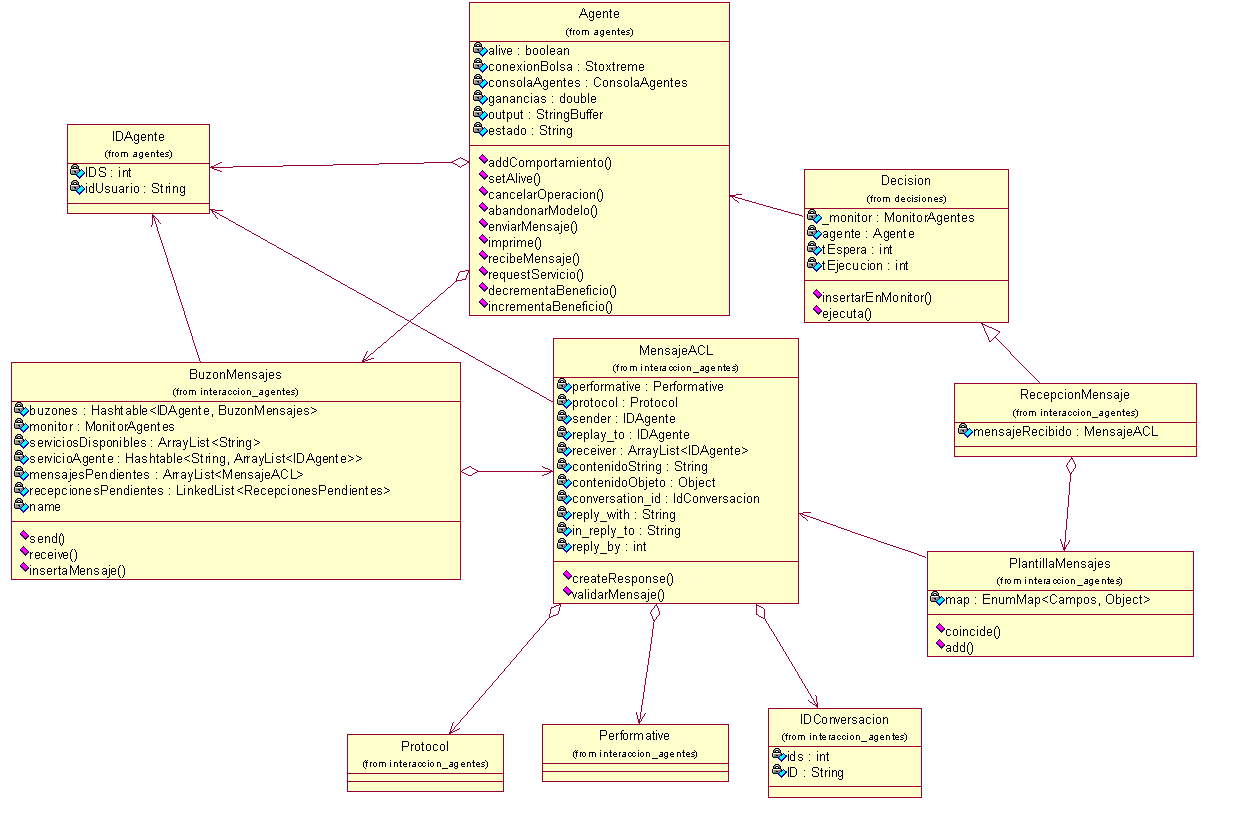 Agente
(from agentes)
alive : boolean
conexionBolsa : Stoxtreme
consolaAgentes : ConsolaAgentes
ganancias : double
output : StringBuffer
estado : String
addComportamiento()
setAlive()
cancelarOperacion()
abandonarModelo()
enviarMensaje()
imprime()
recibeMensaje()
requestServicio()
decrementaBeneficio()
incrementaBeneficio()
IDAgente
(from agentes)
IDS : int
idUsuario : String
Decision
(from decisiones)
_monitor : MonitorAgentes
agente : Agente
tEspera : int
tEjecucion : int
insertarEnMonitor()
ejecuta()
BuzonMensajes
(from interaccion_agentes)
buzones : Hashtable<IDAgente, BuzonMensajes>
monitor : MonitorAgentes
serviciosDisponibles : ArrayList<String>
servicioAgente : Hashtable<String, ArrayList<IDAgente>>
mensajesPendientes : ArrayList<MensajeACL>
recepcionesPendientes : LinkedList<RecepcionesPendientes>
name
send()
receive()
insertaMensaje()
MensajeACL
(from interaccion_agentes)
performative : Performative
protocol : Protocol
sender : IDAgente
replay_to : IDAgente
receiver : ArrayList<IDAgente>
contenidoString : String
contenidoObjeto : Object
conversation_id : IdConversacion
reply_with : String
in_reply_to : String
reply_by : int
createResponse()
validarMensaje()
RecepcionMensaje
(from interaccion_agentes)
mensajeRecibido : MensajeACL
PlantillaMensajes
(from interaccion_agentes)
map : EnumMap<Campos, Object>
coincide()
add()
Protocol
(from interaccion_agentes)
Performative
(from interaccion_agentes)
IDConversacion
(from interaccion_agentes)
ids : int
ID : String